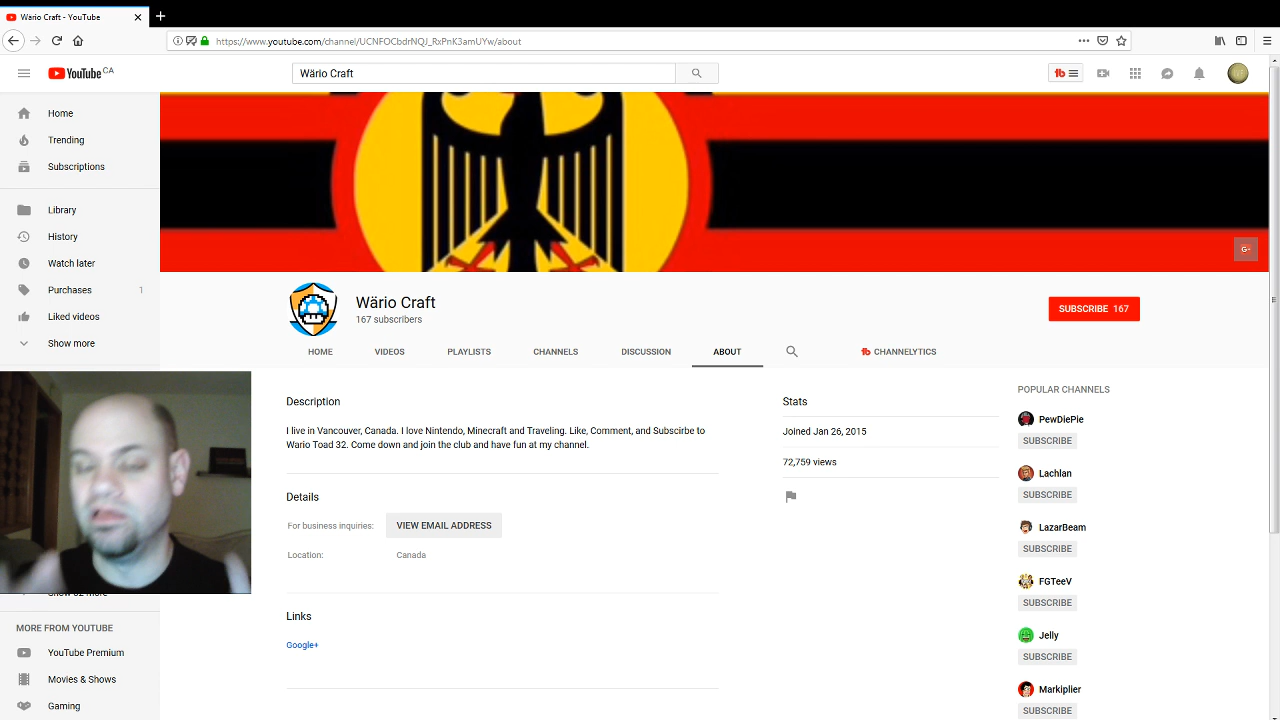 Wario Craft - YouTube
https://www.youtube.com/channel/UCNFOCbdrNQJ_RxPnK3amUYw/about
YouTube CA
Wärio Craft
Home
Trending
Subscriptions
Library
History
Watch later
Purchases 1
Liked videos
Show more
MORE FROM YOUTUBE
YouTube Premium
Movies & Shows
Gaming
G+
Wärio Craft
167 subscribers
SUBSCRIBE 167
HOME VIDEOS PLAYLISTS CHANNELS DISCUSSION ABOUT CHANNELYTICS
Description
I live in Vancouver, Canada. I love Nintendo, Minecraft and Traveling. Like, Comment, and Subscirbe to
Wario Toad 32. Come down and join the club and have fun at my channel.
Details
For business inquiries: VIEW EMAIL ADDRESS
Location: Canada
Links
Google+
Stats
Joined Jan 26, 2015
72,759 views
POPULAR CHANNELS
PewDiePie
SUBSCRIBE
Lachlan
SUBSCRIBE
LazarBeam
SUBSCRIBE
FGTeeV
SUBSCRIBE
Jelly
SUBSCRIBE
Markiplier
SUBSCRIBE